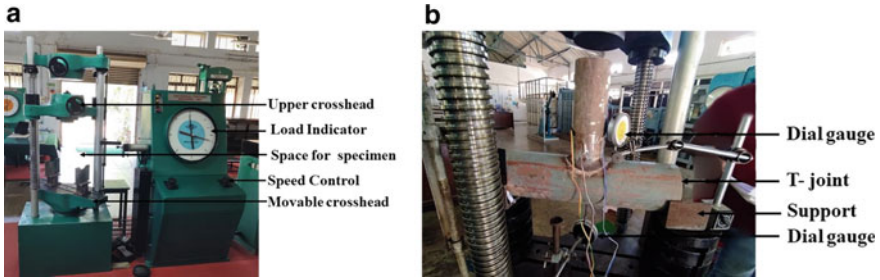 a
Upper crosshead
Load Indicator
Space for specimen
Speed Control
Movable crosshead
b
Dial gauge
T- joint
Support
Dial gauge